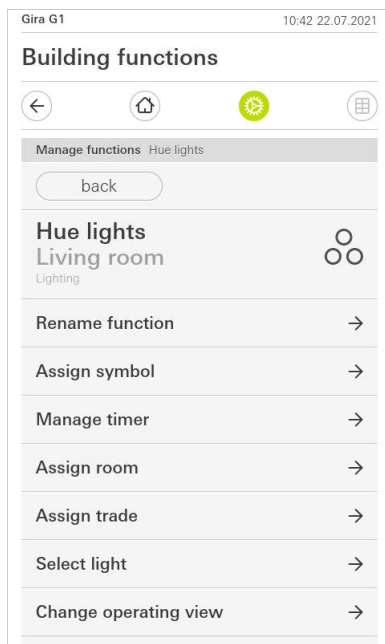 Gira G1 10:42 22.07.2021
Building functions
Manage functions Hue lights
back
Hue lights
Living room
Lighting
Rename function
Assign symbol
Manage timer
Assign room
Assign trade
Select light
Change operating view